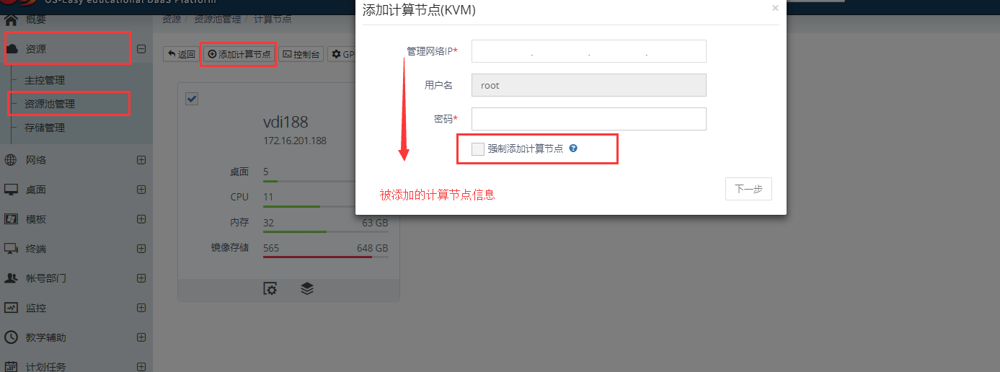 OS-Easy educational DaaS Platform
概要
资源
主控管理
资源池管理
存储管理
网络
桌面
模板
终端
帐号部门
监控
教学辅助
计划任务
资源 / 资源池管理 / 计算节点
返回
添加计算节点
控制台
GP
vdi188
172.16.201.188
桌面 5
CPU 11
内存 32 63 GB
镜像存储 565 648 GB
添加计算节点(KVM)
×
管理网络IP* . . .
用户名 root
密码*
强制添加计算节点 ?
被添加的计算节点信息
下一步